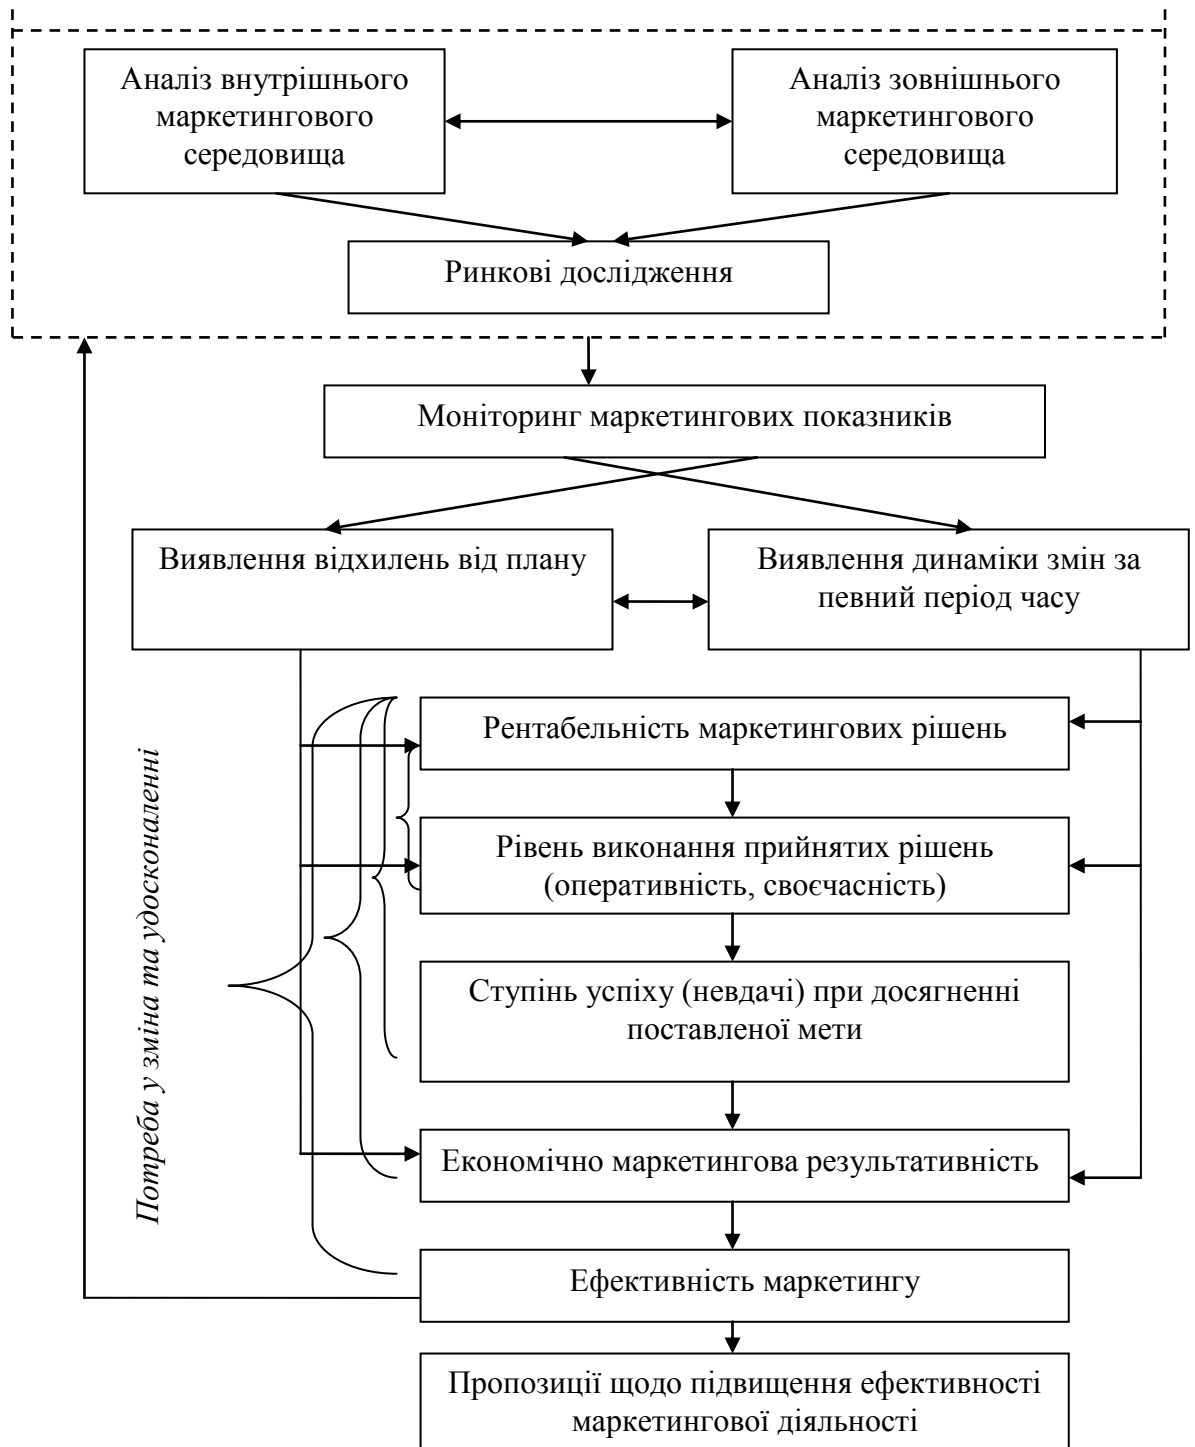 Аналіз внутрішнього
маркетингового
середовища
Аналіз зовнішнього
маркетингового
середовища
Ринкові дослідження
Моніторинг маркетингових показників
Виявлення відхилень від плану
Виявлення динаміки змін за
певний період часу
Потреба у зміна та удосконаленні
Рентабельність маркетингових рішень
Рівень виконання прийнятих рішень
(оперативність, своєчасність)
Ступінь успіху (невдачі) при досягненні
поставленої мети
Економічно маркетингова результативність
Ефективність маркетингу
Пропозиції щодо підвищення ефективності
маркетингової діяльності